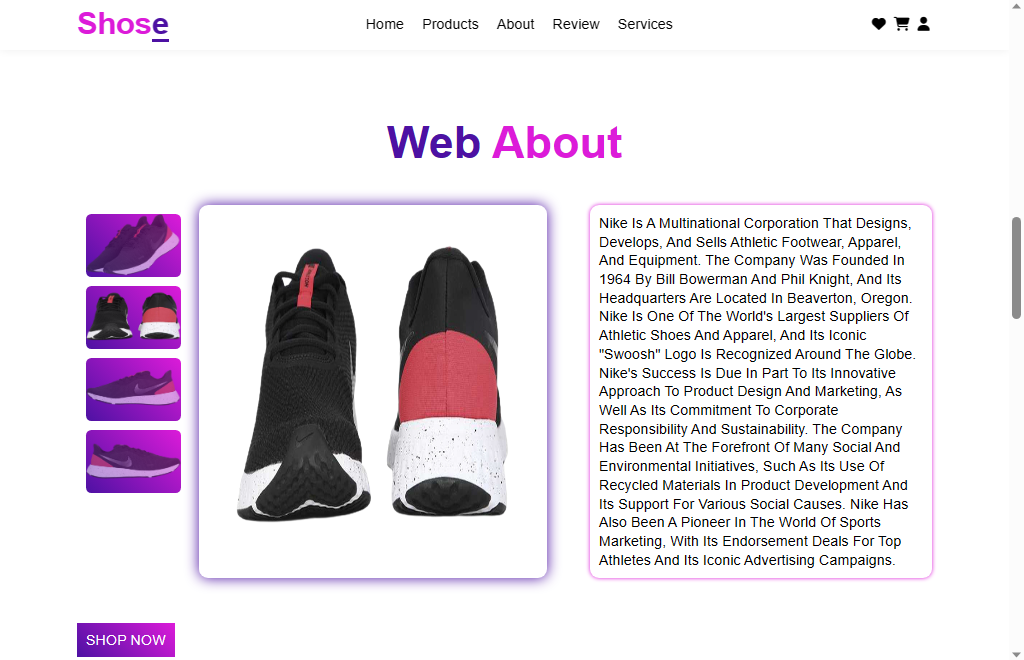 Shose
Home Products About Review Services
Web About
Nike Is A Multinational Corporation That Designs,
Develops, And Sells Athletic Footwear, Apparel,
And Equipment. The Company Was Founded In
1964 By Bill Bowerman And Phil Knight, And Its
Headquarters Are Located In Beaverton, Oregon.
Nike Is One Of The World's Largest Suppliers Of
Athletic Shoes And Apparel, And Its Iconic
"Swoosh" Logo Is Recognized Around The Globe.
Nike's Success Is Due In Part To Its Innovative
Approach To Product Design And Marketing, As
Well As Its Commitment To Corporate
Responsibility And Sustainability. The Company
Has Been At The Forefront Of Many Social And
Environmental Initiatives, Such As Its Use Of
Recycled Materials In Product Development And
Its Support For Various Social Causes. Nike Has
Also Been A Pioneer In The World Of Sports
Marketing, With Its Endorsement Deals For Top
Athletes And Its Iconic Advertising Campaigns.
SHOP NOW